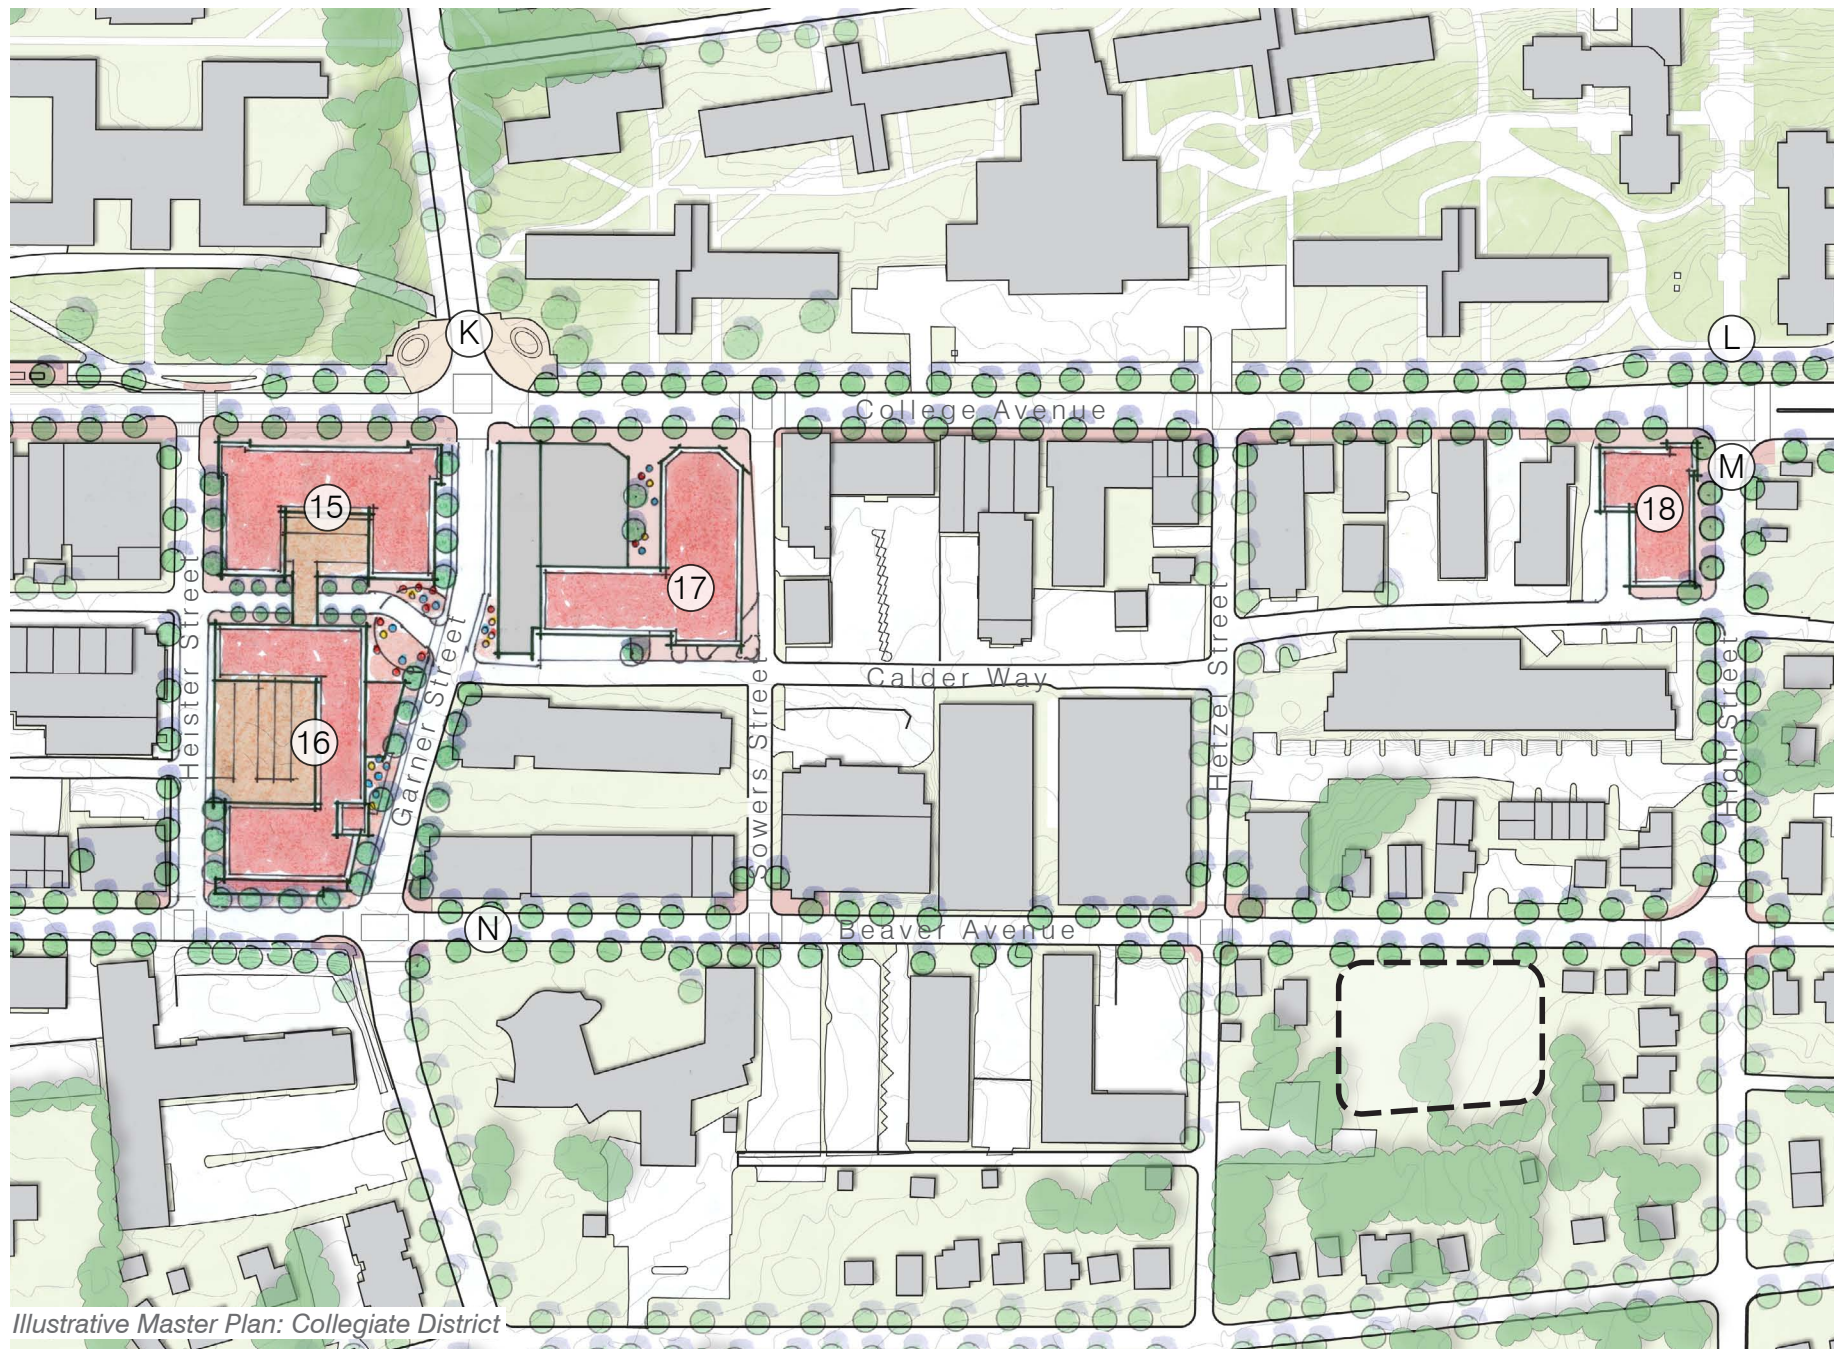 K
L
College Avenue
M
15
18
17
Heister Street
Garner Street
Sowers Street
Calder Way
Hetzel Street
High Street
16
N
Beaver Avenue
Illustrative Master Plan: Collegiate District